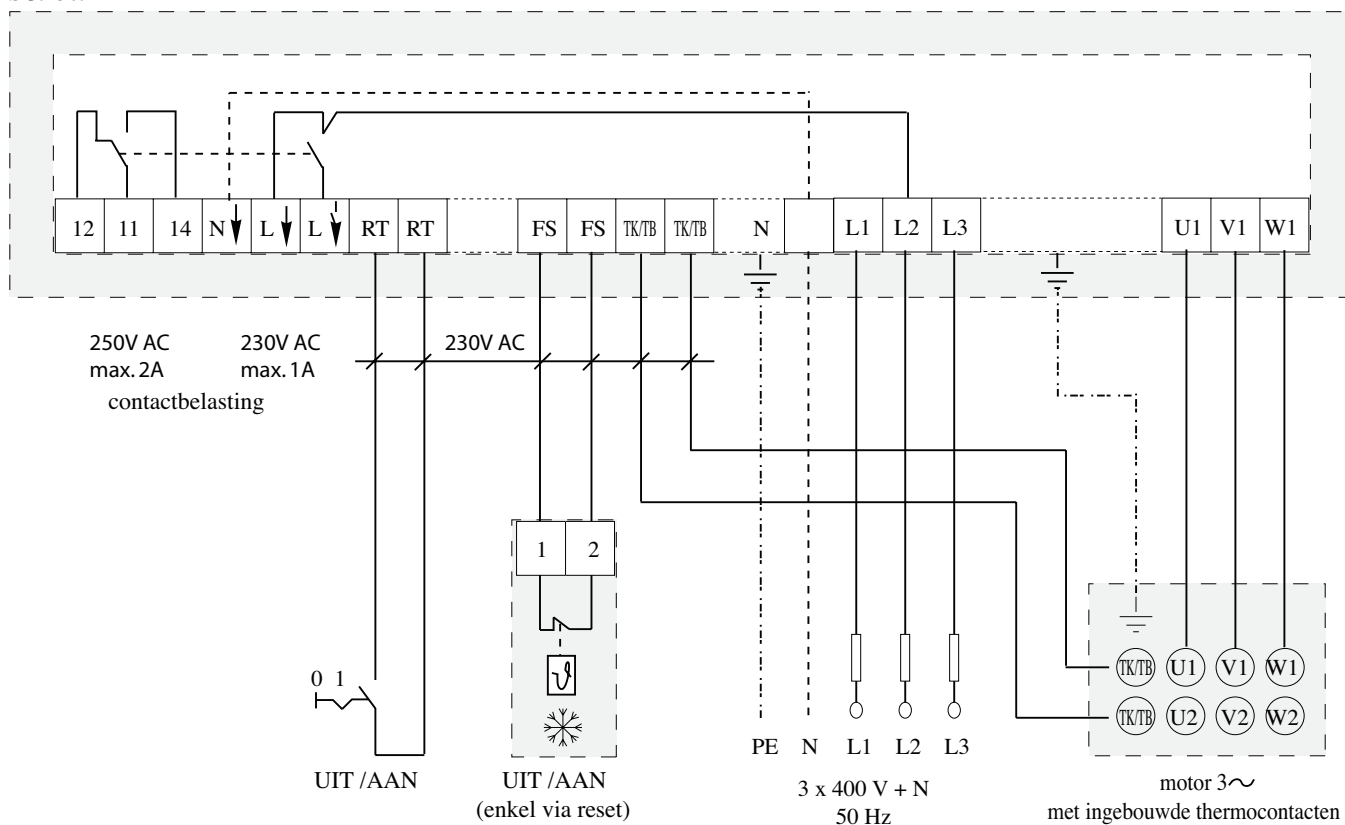 12 11 14 N L L RT RT FS FS TK/TB TK/TB N L1 L2 L3 U1 V1 W1
250V AC 230V AC 230V AC
max. 2A max. 1A
contactbelasting
1 2
0 1
TK/TB U1 V1 W1
TK/TB U2 V2 W2
PE N L1 L2 L3
UIT /AAN UIT /AAN
(enkel via reset)
3 x 400 V + N
50 Hz
motor 3~
met ingebouwde thermocontacten